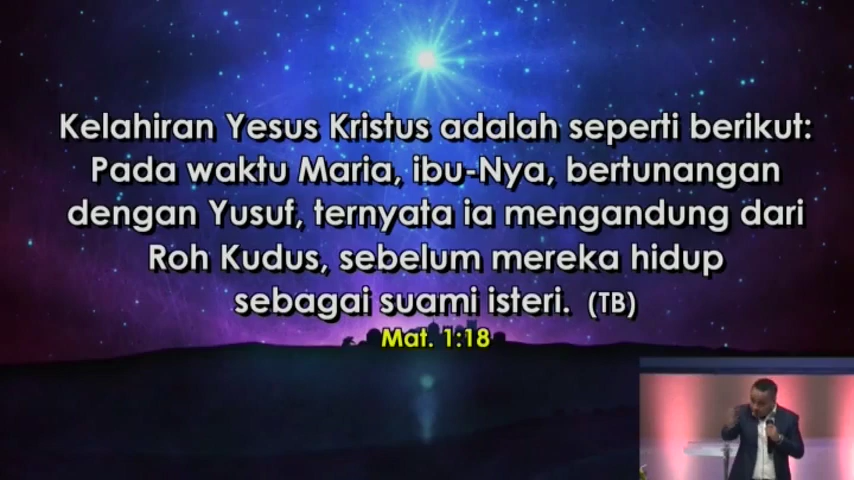 Kelahiran Yesus Kristus adalah seperti berikut:
Pada waktu Maria, ibu-Nya, bertunangan
dengan Yusuf, ternyata ia mengandung dari
Roh Kudus, sebelum mereka hidup
sebagai suami isteri. (TB)
Mat. 1:18